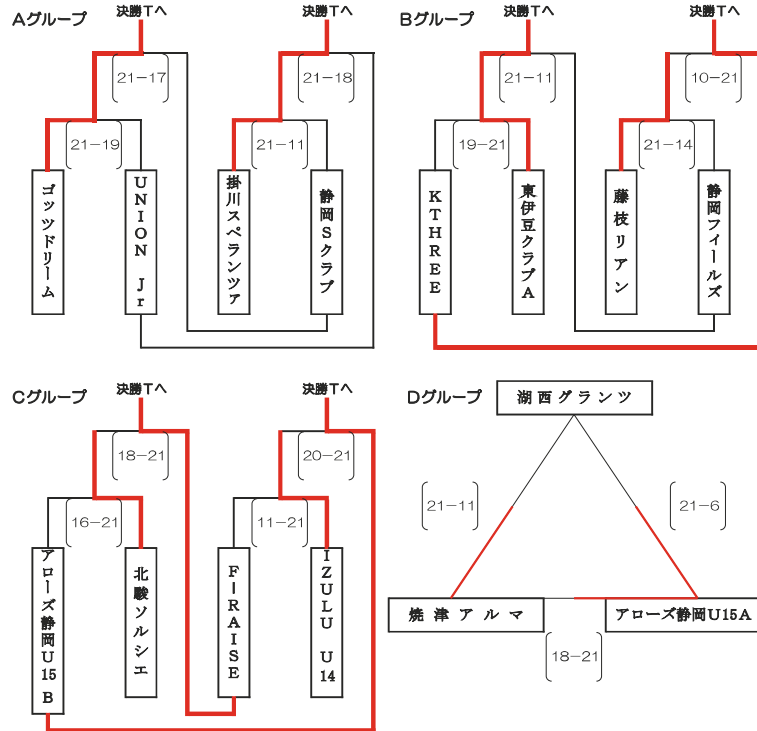 Aグループ
決勝Tへ
決勝Tへ
21-17
21-18
21-19
21-11
ゴッツドリーム
UNION Jr
掛川スペランツァ
静岡Sクラブ
Bグループ
決勝Tへ
決勝Tへ
21-11
10-21
19-21
21-14
KTHREE
東伊豆クラブA
藤枝リアン
静岡フィールズ
Cグループ
決勝Tへ
決勝Tへ
18-21
20-21
16-21
11-21
アローズ静岡U15 B
北駿ソルシエ
F-RAISE
IZULU U14
Dグループ
湖西グランツ
21-11
21-6
焼津アルマ
アローズ静岡U15A
18-21